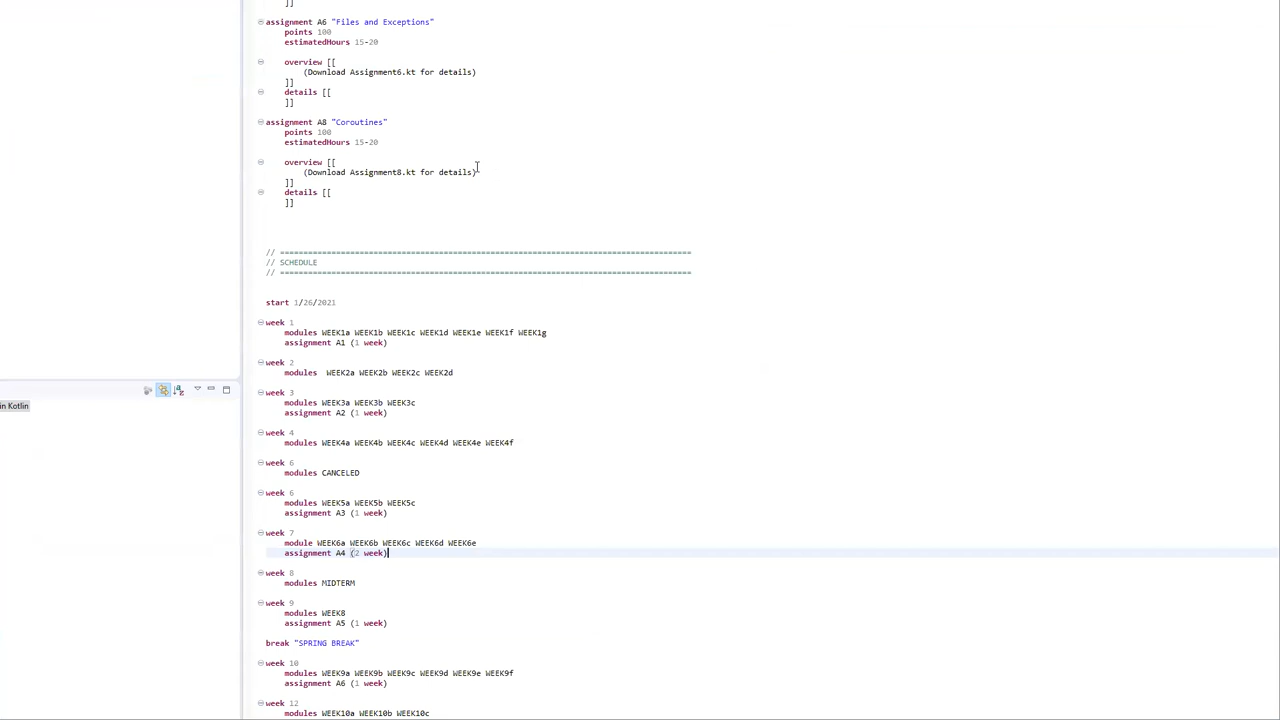 ]]
assignment A6 "Files and Exceptions"
points 100
estimatedHours 15-20
overview [[
(Download Assignment6.kt for details)
]]
details [[
]]
assignment A8 "Coroutines"
points 100
estimatedHours 15-20
overview [[
(Download Assignment8.kt for details)
]]
details [[
]]
// ========================================================================================
// SCHEDULE
// ========================================================================================
start 1/26/2021
week 1
modules WEEK1a WEEK1b WEEK1c WEEK1d WEEK1e WEEK1f WEEK1g
assignment A1 (1 week)
week 2
modules  WEEK2a WEEK2b WEEK2c WEEK2d
week 3
modules WEEK3a WEEK3b WEEK3c
assignment A2 (1 week)
week 4
modules WEEK4a WEEK4b WEEK4c WEEK4d WEEK4e WEEK4f
week 6
modules CANCELED
week 6
modules WEEK5a WEEK5b WEEK5c
assignment A3 (1 week)
in Kotlin
week 7
module WEEK6a WEEK6b WEEK6c WEEK6d WEEK6e
assignment A4 (2 week)
week 8
modules MIDTERM
week 9
modules WEEK8
assignment A5 (1 week)
break "SPRING BREAK"
week 10
modules WEEK9a WEEK9b WEEK9c WEEK9d WEEK9e WEEK9f
assignment A6 (1 week)
week 12
modules WEEK10a WEEK10b WEEK10c